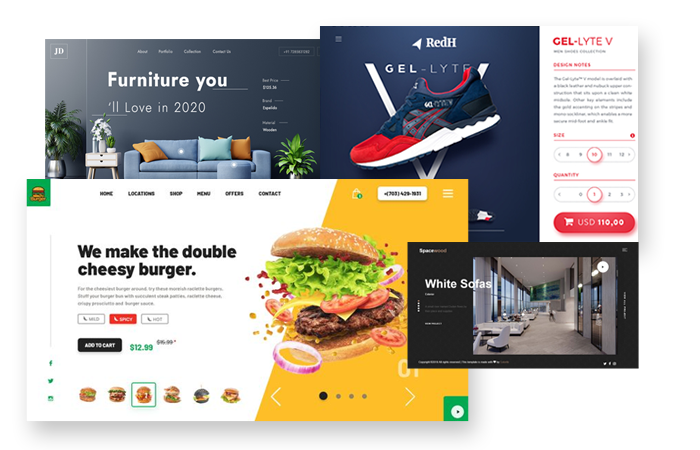 JD
About Portfolio Collection Contact Us
Furniture you
'll Love in 2020
Best Price
$123.36
Brand
Material
Wooden
RedH
GEL-LYTE V
GEL-LYTE V
MEN SHOES COLLECTION
DESIGN NOTES
The Gel-Lyte™ V model is overlaid with
a black leather and nubuck upper con-
struction that sits upon a clean white
midsole. Other key elements include
the gold accenting on the stripes and
mono-sockliner, which enables a more
secure mid-foot and ankle fit.
SIZE
8 9 10 11 12
QUANTITY
0 1 2 3
USD 110,00
HOME LOCATIONS SHOP MENU OFFERS CONTACT
+(703) 429-1831
We make the double
cheesy burger.
For the cheesiest burger around, try these moreish raclette burgers.
Stuff your burger bun with succulent steak patties, raclette cheese,
crispy prosciutto and burger sauce.
MILD SPICY HOT
ADD TO CART $12.99 $15.99
01
Spacewood
White Sofas